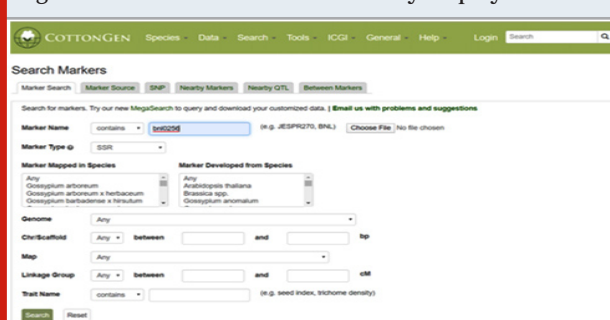 COTTONGEN Species Data Search Tools ICGI General Help Login Search
Search Markers
Marker Search Marker Source SNP Nearby Markers Nearby QTL Between Markers
Search for markers. Try our new MegaSearch to query and download your customized data. | Email us with problems and suggestions
Marker Name contains bnl0256 (e.g. JESPR270, BNL) Choose File No file chosen
Marker Type SSR
Marker Mapped in Species Marker Developed from Species
Any Any
Gossypium arboreum Arabidopsis thaliana
Gossypium arboreum x herbaceum Brassica spp.
Gossypium barbadense x hirsutum Gossypium anomalum
Genome Any
Chr/Scaffold Any between and bp
Map Any
Linkage Group Any between and cM
Trait Name contains (e.g. seed index, trichome density)
Search Reset